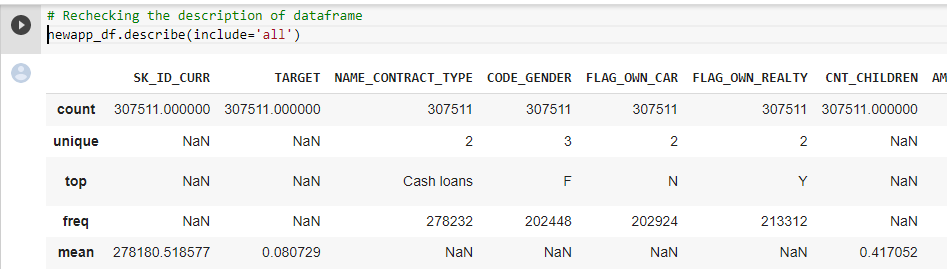 # Rechecking the description of dataframe
newapp_df.describe(include='all')
SK_ID_CURR TARGET NAME_CONTRACT_TYPE CODE_GENDER FLAG_OWN_CAR FLAG_OWN_REALTY CNT_CHILDREN AM
count 307511.000000 307511.000000 307511 307511 307511 307511 307511.000000
unique NaN NaN 2 3 2 2 NaN
top NaN NaN Cash loans F N Y NaN
freq NaN NaN 278232 202448 202924 213312 NaN
mean 278180.518577 0.080729 NaN NaN NaN NaN 0.417052